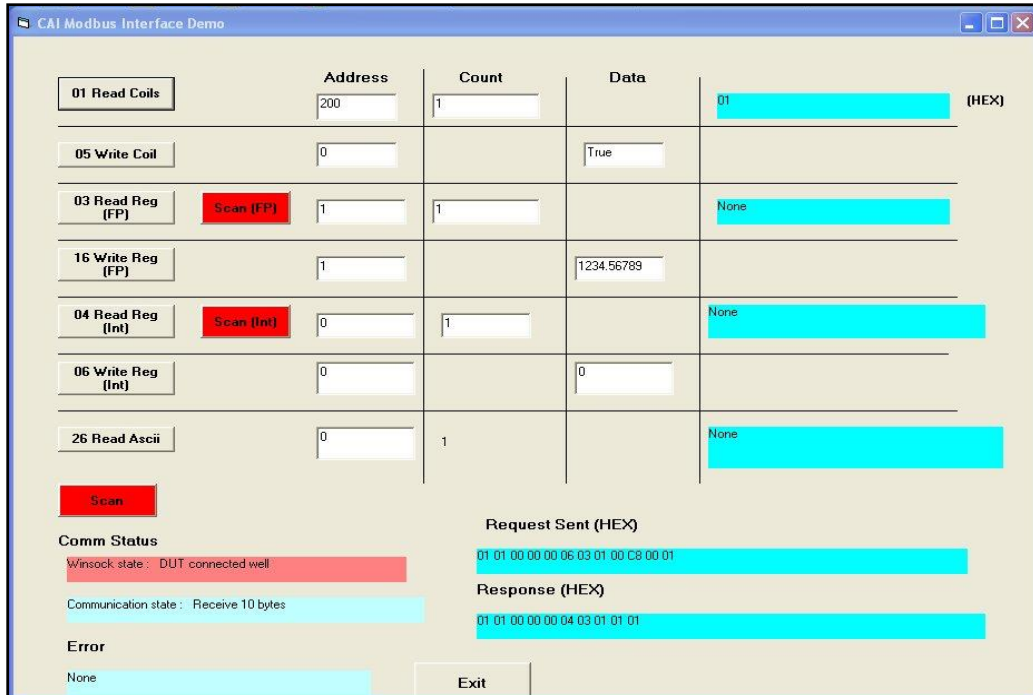 CAI Modbus Interface Demo
Address Count Data
01 Read Coils 200 1 01 (HEX)
05 Write Coil 0 True
03 Read Reg (FP) Scan (FP) 1 1 None
16 Write Reg (FP) 1 1234.56789
04 Read Reg (Int) Scan (Int) 0 1 None
06 Write Reg (Int) 0 0
26 Read Ascii 0 1 None
Scan
Comm Status
Winsock state : DUT connected well
Communication state : Receive 10 bytes
Error
None
Request Sent (HEX)
01 01 00 00 00 06 03 01 00 C8 00 01
Response (HEX)
01 01 00 00 00 04 03 01 01 01
Exit